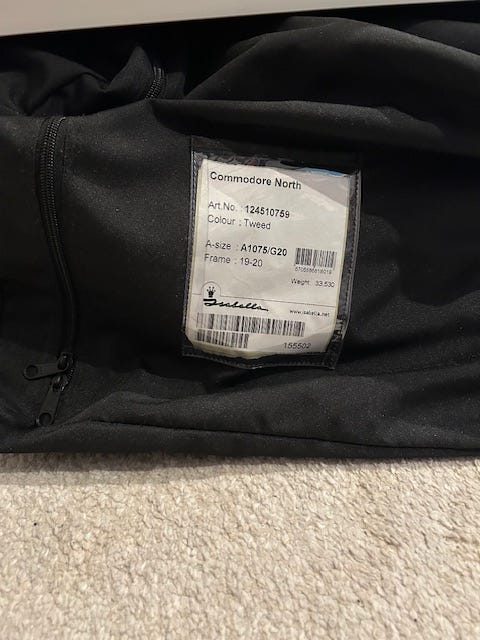 Commodore North
Art.No. : 124510759
Colour : Tweed
A-size : A1075/G20
Frame : 19-20
Weight 33,530
Isabella
www.isabella.net
155502